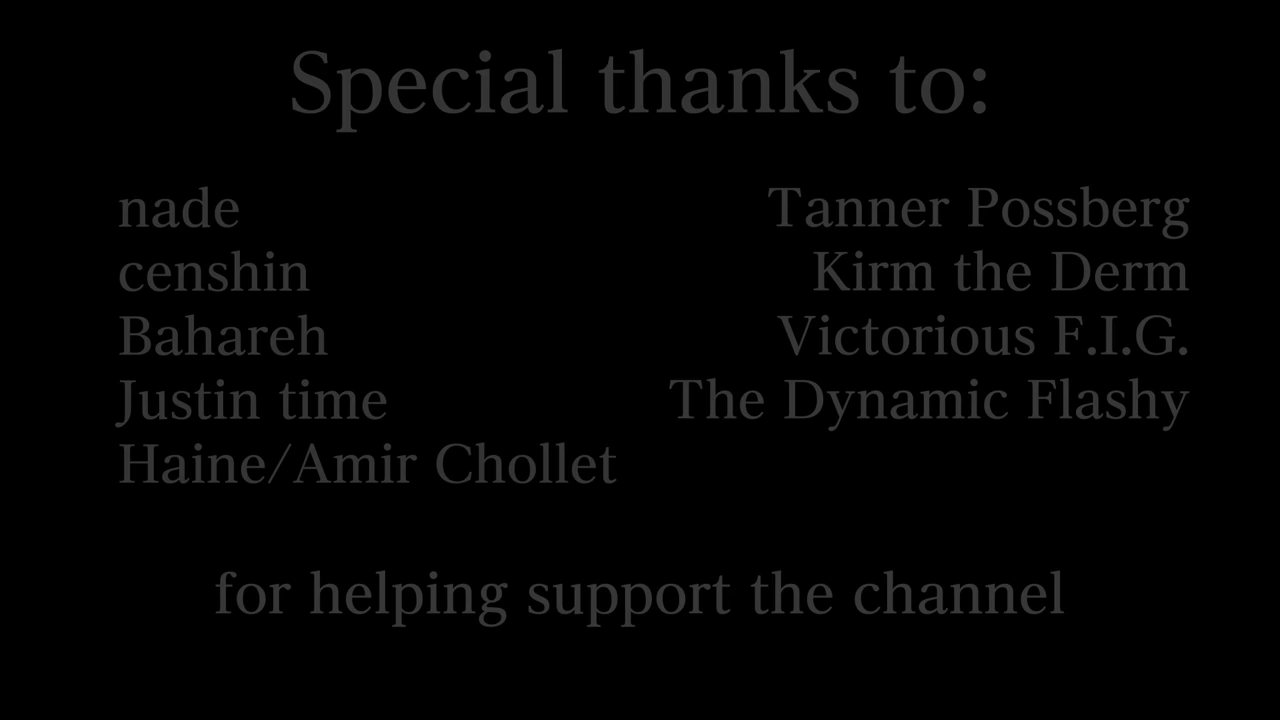 Special thanks to:
nade
censhin
Bahareh
Justin time
Haine/Amir Chollet
Tanner Possberg
Kirm the Derm
Victorious F.I.G.
The Dynamic Flashy
for helping support the channel